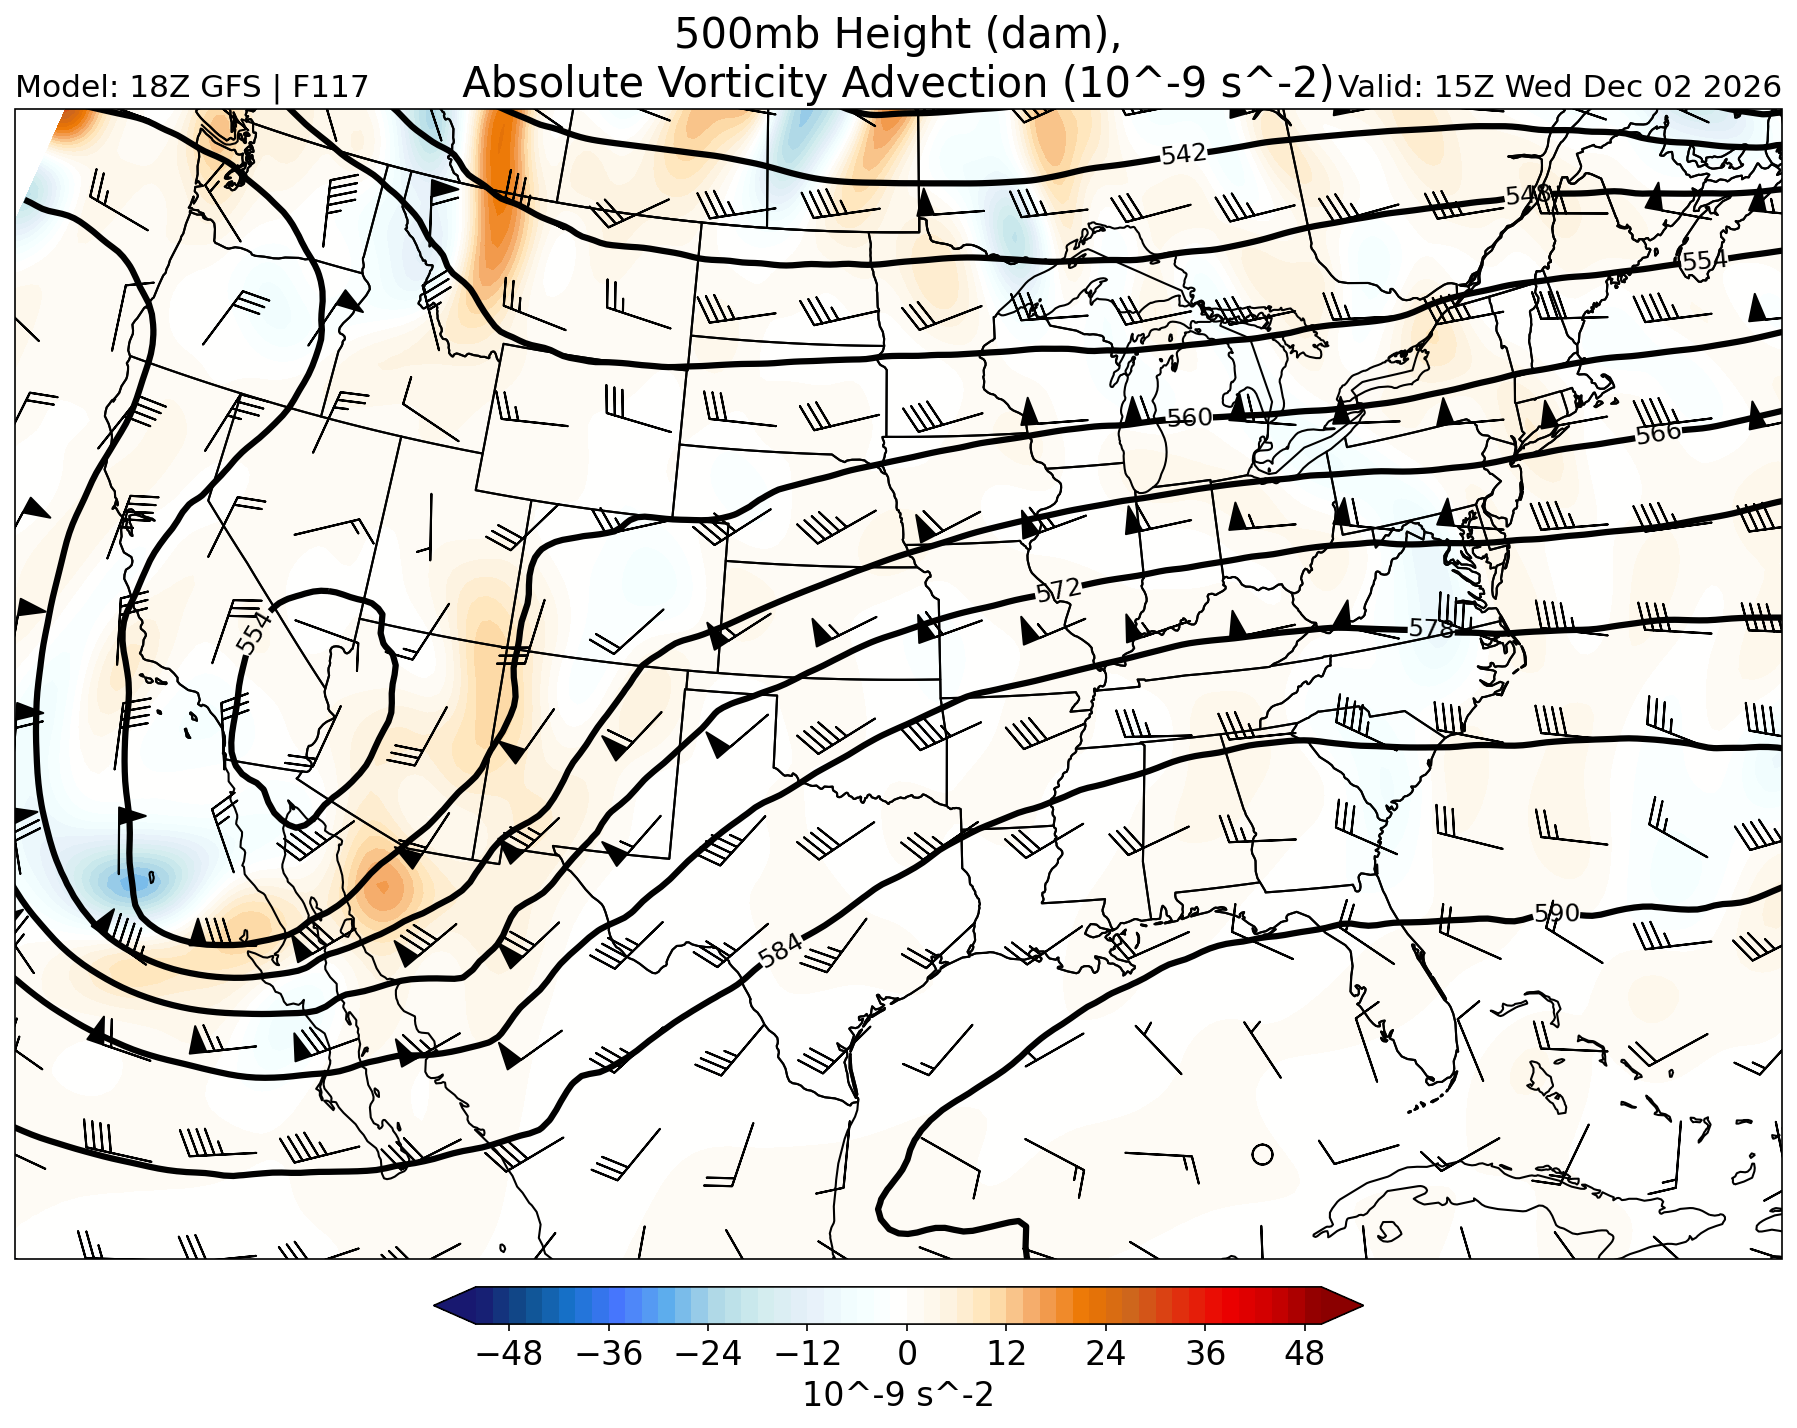 500mb Height (dam),
Model: 18Z GFS | F117
Absolute Vorticity Advection (10^-9 s^-2)
Valid: 15Z Wed Dec 02 2026
542
548
554
560
566
572
578
554
584
590
−48 −36 −24 −12 0 12 24 36 48
10^-9 s^-2